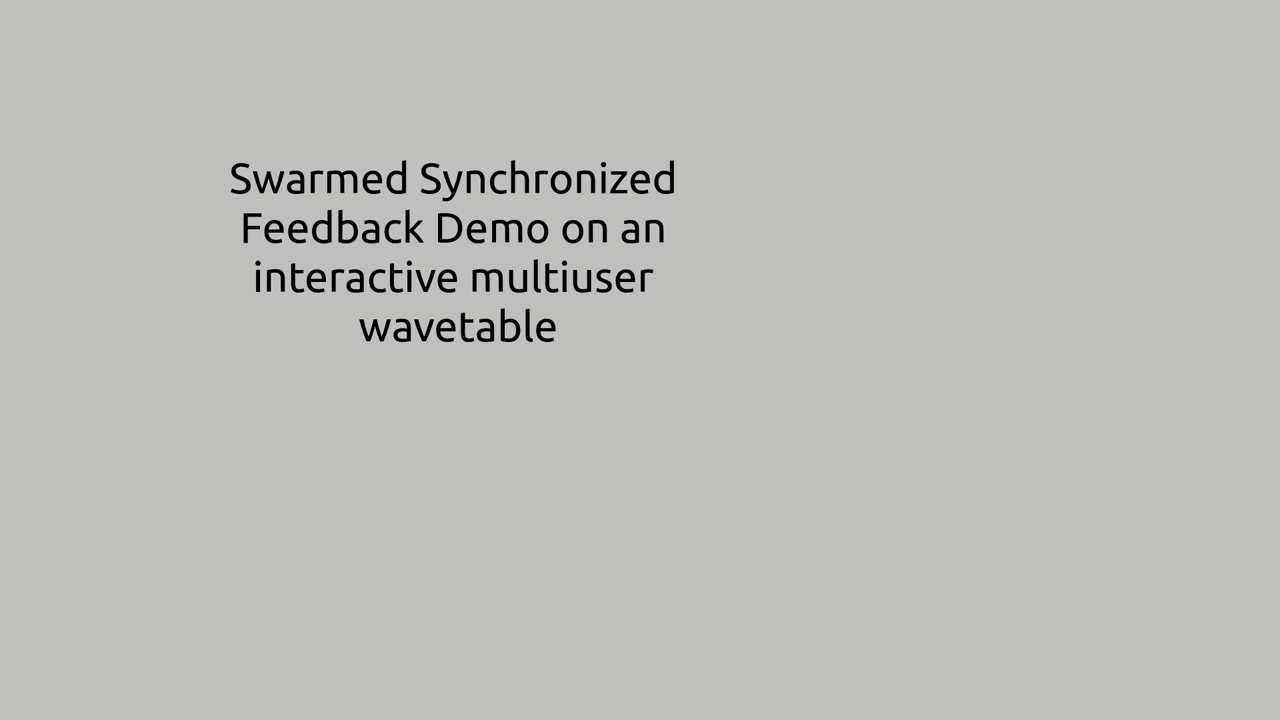 Swarmed Synchronized
Feedback Demo on an
interactive multiuser
wavetable